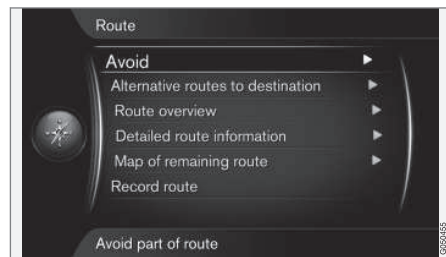 Route
Avoid
Alternative routes to destination
Route overview
Detailed route information
Map of remaining route
Record route
Avoid part of route
G050455